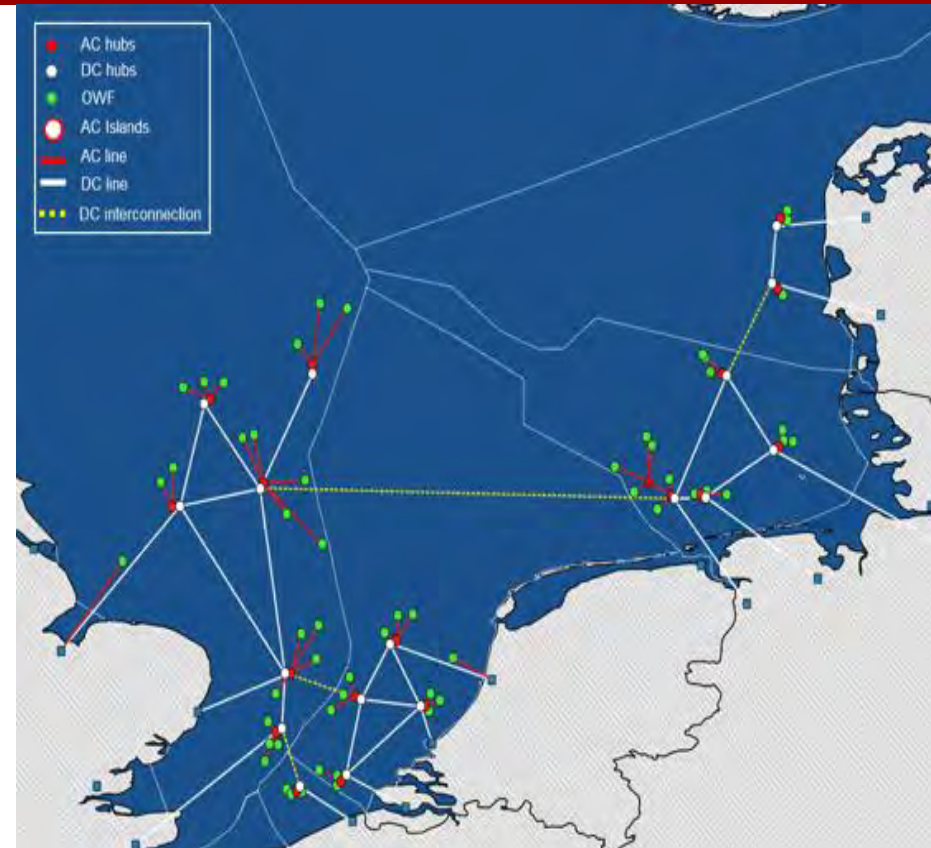 AC hubs
DC hubs
OWF
AC Islands
AC line
DC line
DC interconnection